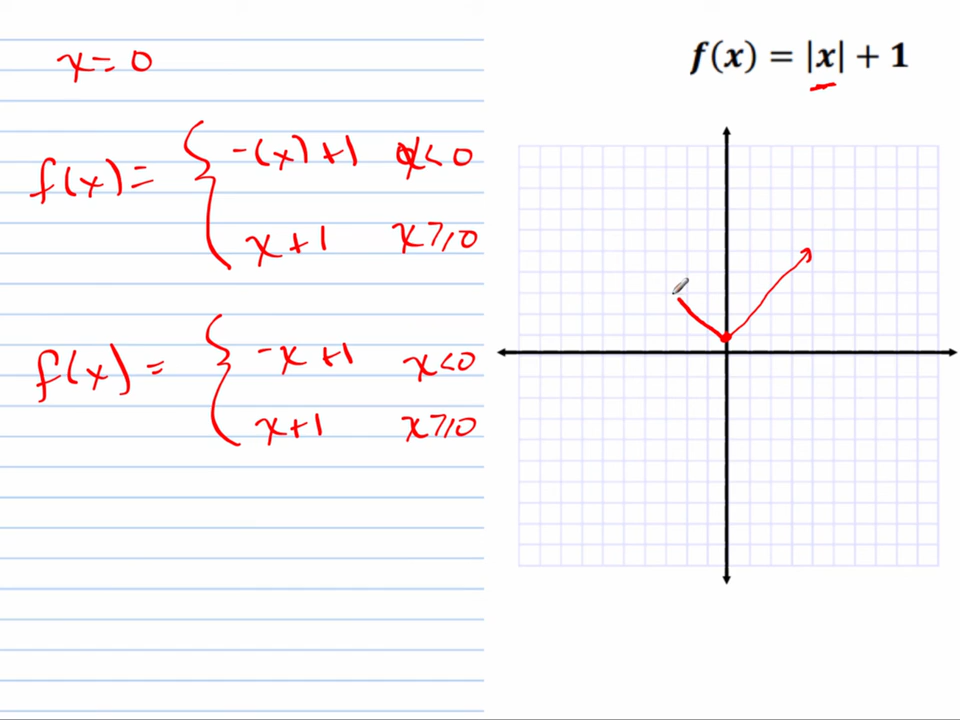 x = 0
f(x) = |x| + 1
f(x) = { -(x) + 1 x < 0
x + 1 x ≥ 0
f(x) = { -x + 1 x < 0
x + 1 x ≥ 0